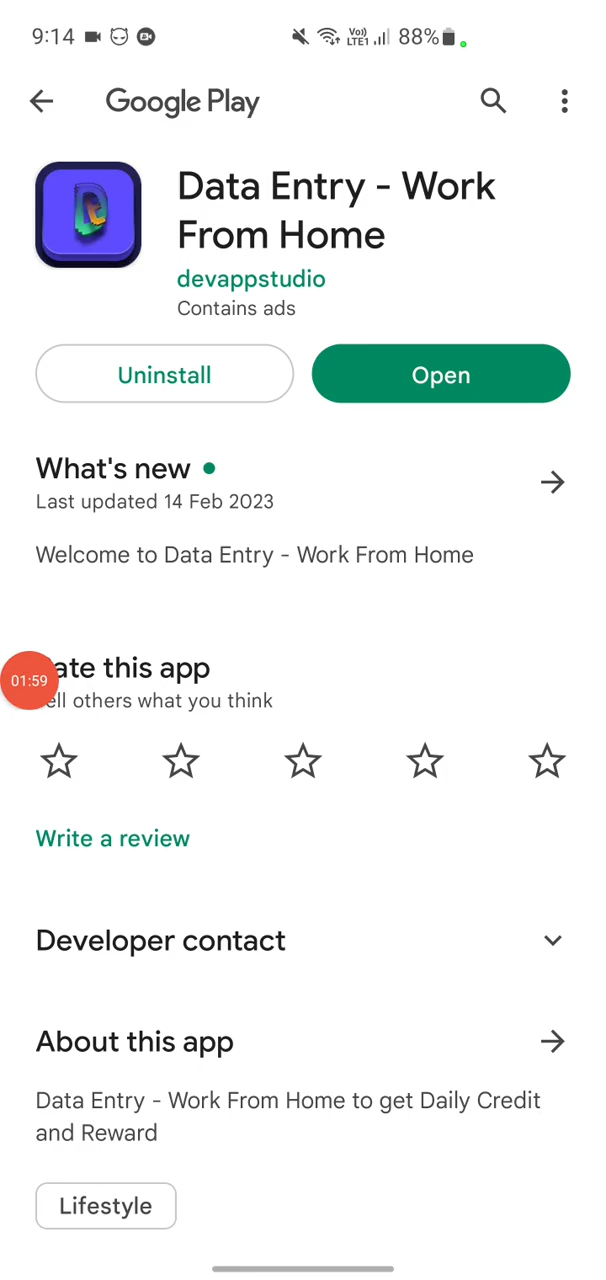 9:14
Vo))
LTE1
88%
Google Play
Data Entry - Work
From Home
devappstudio
Contains ads
Uninstall
Open
What's new
Last updated 14 Feb 2023
Welcome to Data Entry - Work From Home
ate this app
01:59
ell others what you think
Write a review
Developer contact
About this app
Data Entry - Work From Home to get Daily Credit
and Reward
Lifestyle